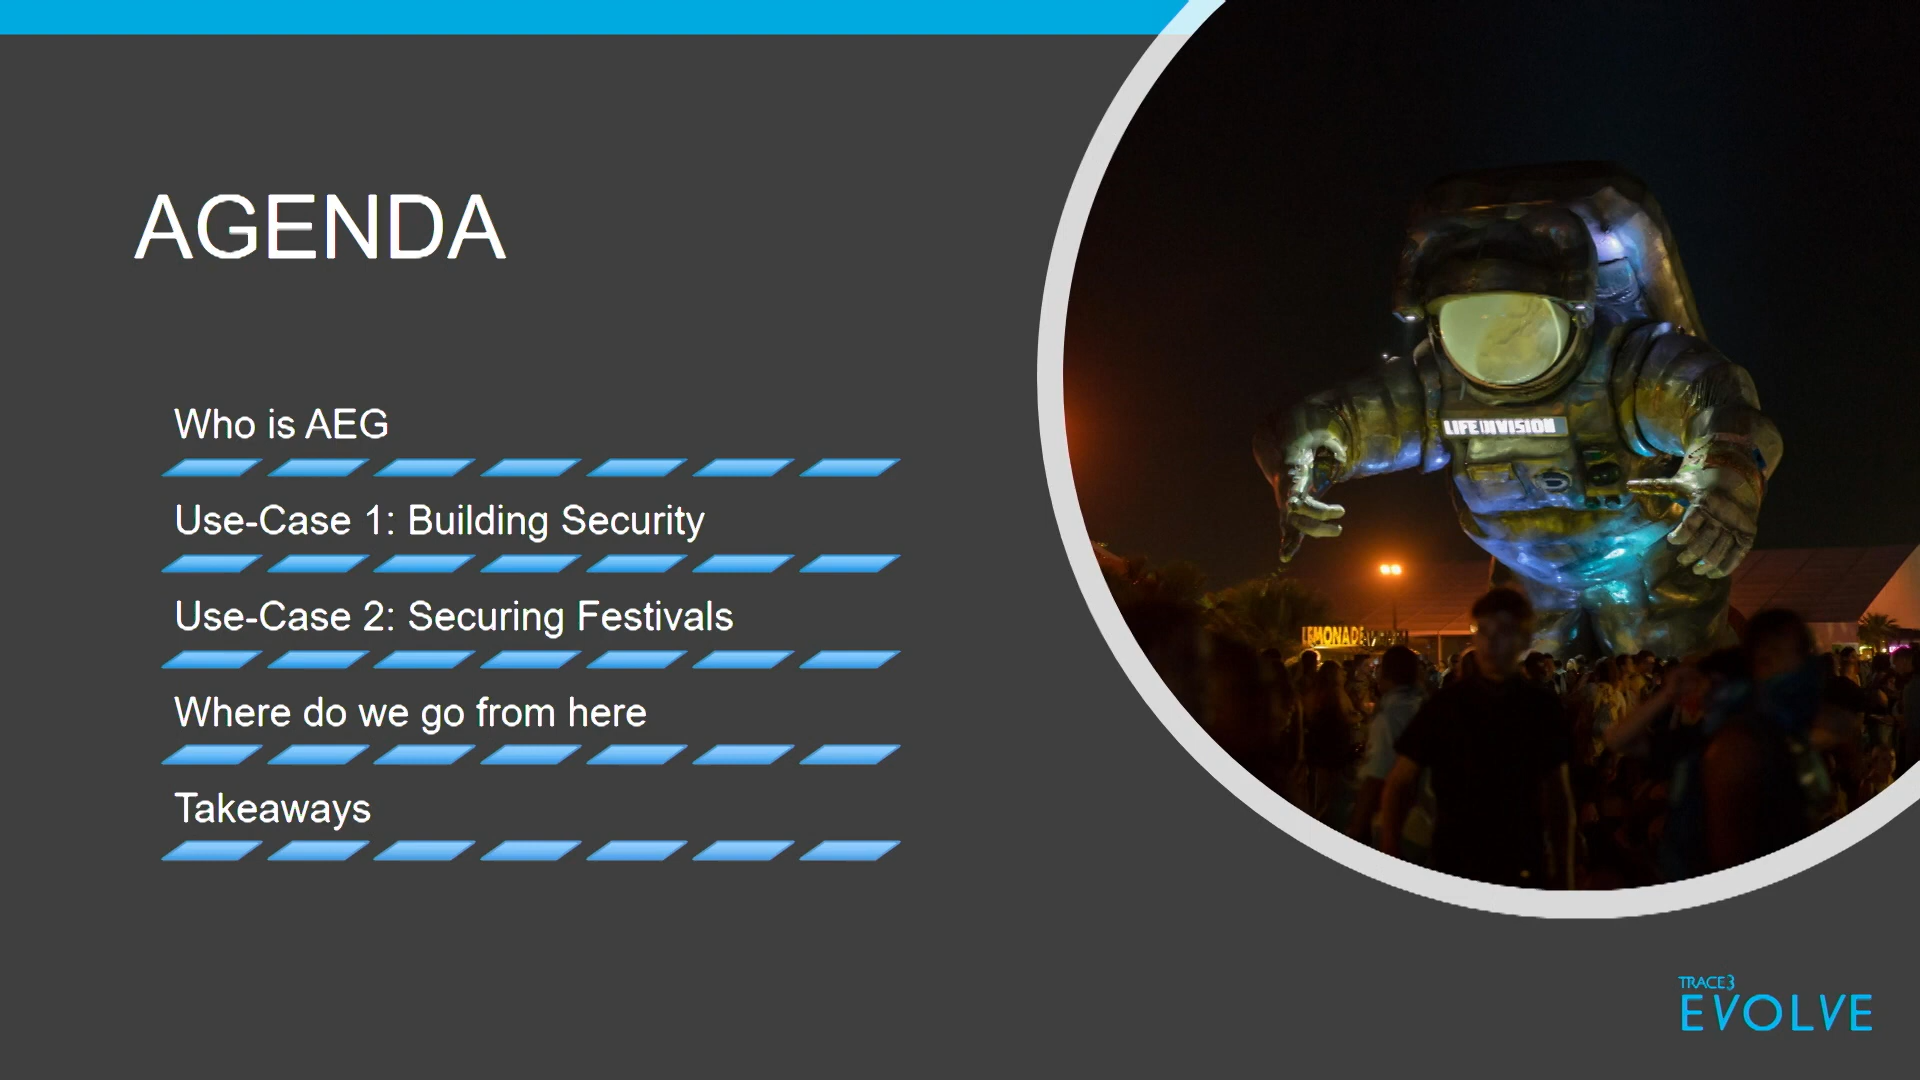 AGENDA
Who is AEG
Use-Case 1: Building Security
Use-Case 2: Securing Festivals
Where do we go from here
Takeaways
LIFE IN VISION
LEMONADE
TRACE3
EVOLVE